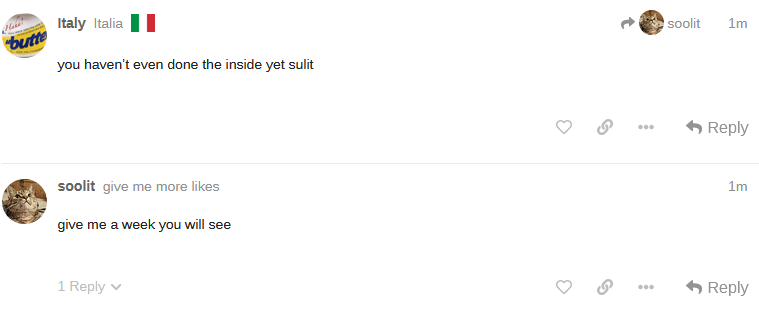 Italy Italia soolit 1m
you haven't even done the inside yet sulit
Reply
soolit give me more likes 1m
give me a week you will see
1 Reply Reply